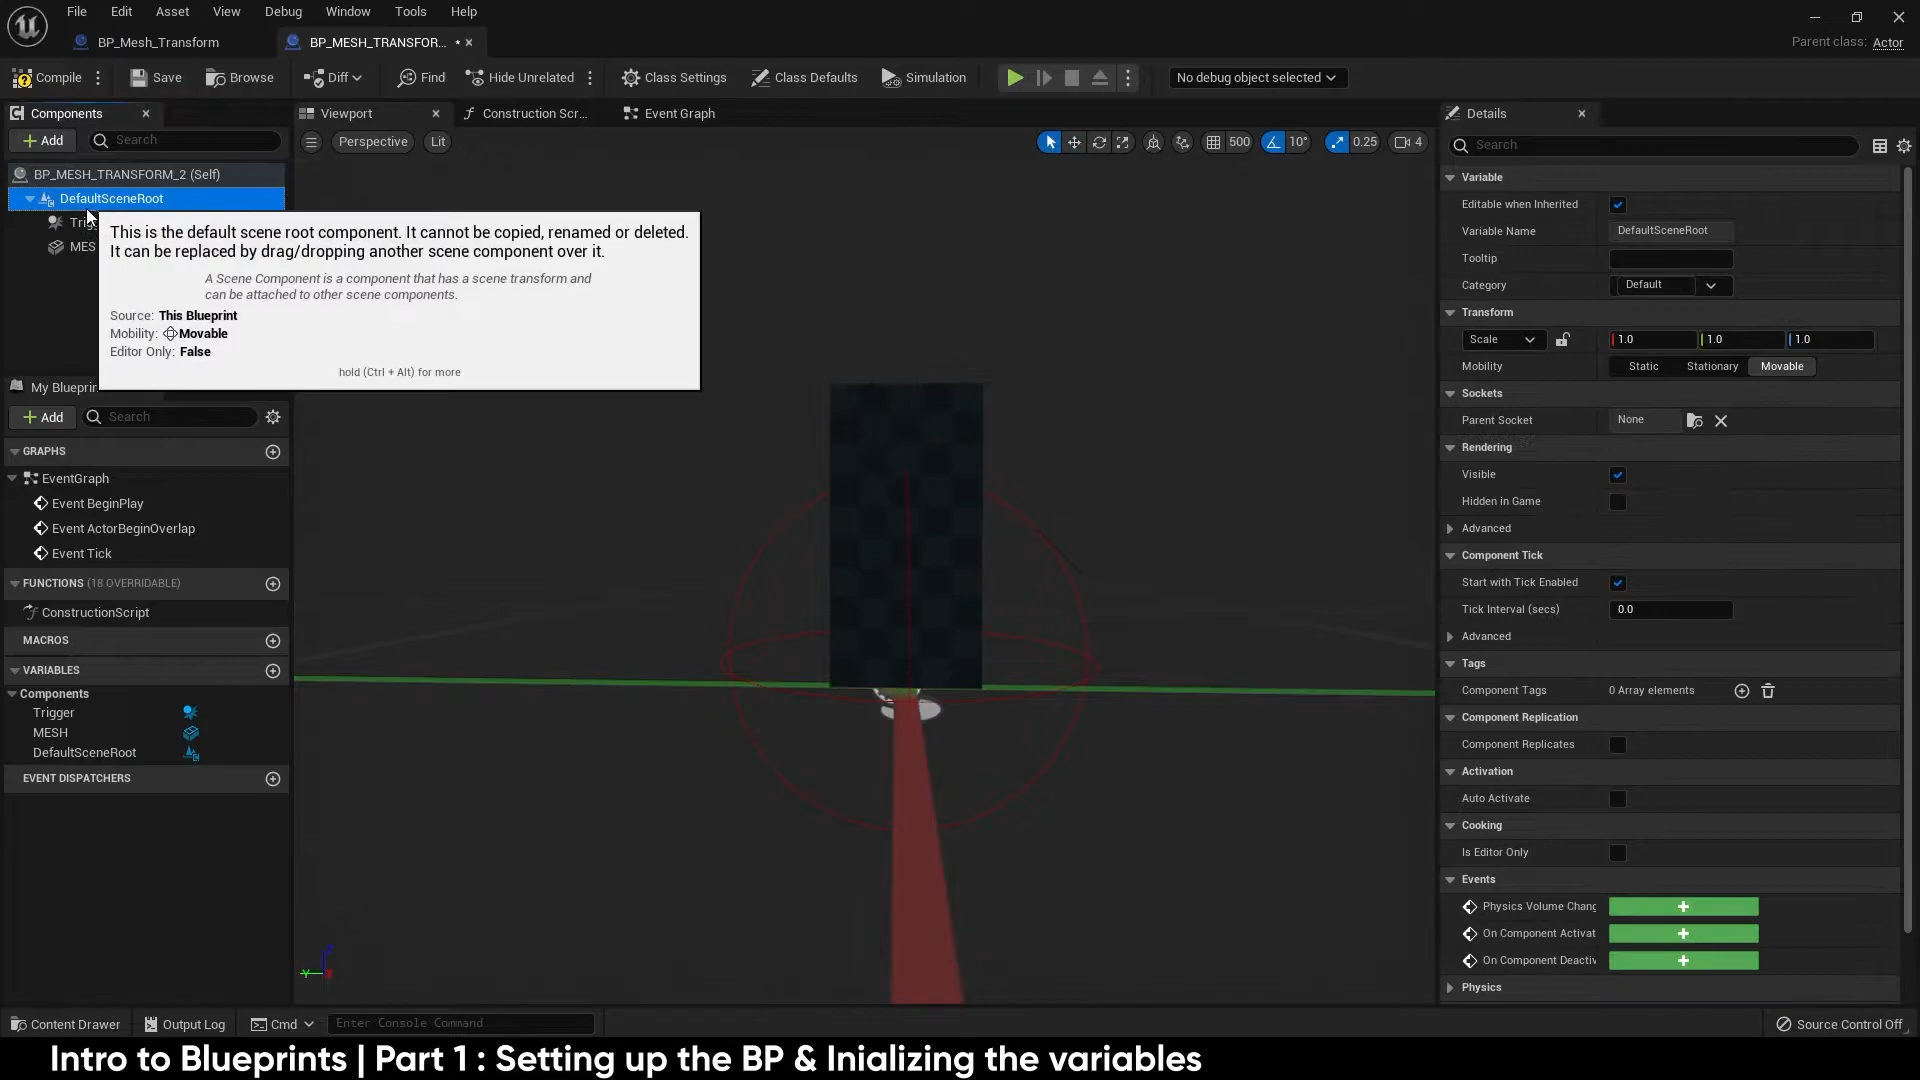 File Edit Asset View Debug Window Tools Help
BP_Mesh_Transform
BP_MESH_TRANSFOR... *
Parent class: Actor
Compile Save Browse Diff Find Hide Unrelated Class Settings Class Defaults Simulation No debug object selected
Components
Add Search
BP_MESH_TRANSFORM_2 (Self)
DefaultSceneRoot
MES
This is the default scene root component. It cannot be copied, renamed or deleted.
It can be replaced by drag/dropping another scene component over it.
A Scene Component is a component that has a scene transform and
can be attached to other scene components.
Source: This Blueprint
Mobility: Movable
Editor Only: False
hold (Ctrl + Alt) for more
My Blueprin
Add Search
GRAPHS
EventGraph
Event BeginPlay
Event ActorBeginOverlap
Event Tick
FUNCTIONS (18 OVERRIDABLE)
ConstructionScript
MACROS
VARIABLES
Components
Trigger
MESH
DefaultSceneRoot
EVENT DISPATCHERS
Viewport Construction Scr... Event Graph
Perspective Lit 500 10° 0.25 4
Y
Details
Search
Variable
Editable when Inherited
Variable Name DefaultSceneRoot
Tooltip
Category Default
Transform
Scale 1.0 1.0 1.0
Mobility Static Stationary Movable
Sockets
Parent Socket None
Rendering
Visible
Hidden in Game
Advanced
Component Tick
Start with Tick Enabled
Tick Interval (secs) 0.0
Advanced
Tags
Component Tags 0 Array elements
Component Replication
Component Replicates
Activation
Auto Activate
Cooking
Is Editor Only
Events
Physics Volume Chang
On Component Activat
On Component Deactiv
Physics
Content Drawer Output Log Cmd Enter Console Command Source Control Off
Intro to Blueprints | Part 1 : Setting up the BP & Inializing the variables